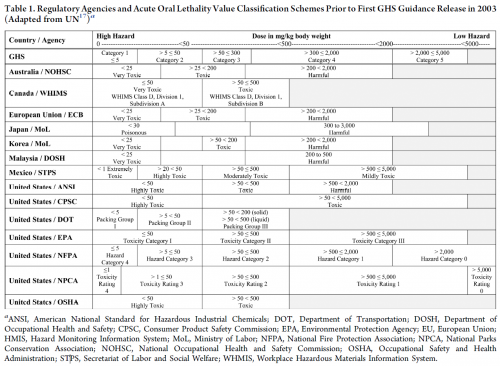 Table 1. Regulatory Agencies and Acute Oral Lethality Value Classification Schemes Prior to First GHS Guidance Release in 2003
(Adapted from UN¹⁷)ᵃ
Country / Agency
High Hazard Dose in mg/kg body weight Low Hazard
0 <50 <500 <2000 <5000
GHS
Category 1
≤ 5
> 5 ≤ 50
Category 2
> 50 ≤ 300
Category 3
> 300 ≤ 2,000
Category 4
> 2,000 ≤ 5,000
Category 5
Australia / NOHSC
< 25
Very Toxic
> 25 < 200
Toxic
> 200 < 2,000
Harmful
Canada / WHIMS
≤ 50
Very Toxic
WHIMS Class D, Division 1,
Subdivision A
> 50 ≤ 500
Toxic
WHIMS Class D, Division 1,
Subdivision B
European Union / ECB
< 25
Very Toxic
> 25 < 200
Toxic
> 200 < 2,000
Harmful
Japan / MoL
< 30
Poisonous
300 to 3,000
Harmful
Korea / MoL
< 25
Very Toxic
> 50 < 200
Toxic
> 200 < 2,000
Harmful
Malaysia / DOSH
< 25
Very Toxic
200 to 500
Harmful
Mexico / STPS
< 1 Extremely
Toxic
> 20 < 50
Highly Toxic
> 50 ≤ 500
Moderately Toxic
> 500 ≤ 5,000
Mildly Toxic
United States / ANSI
< 50
Highly Toxic
> 50 < 500
Toxic
> 500 < 2,000
Harmful
United States / CPSC
< 50
Highly Toxic
> 50 < 5,000
Toxic
United States / DOT
< 5
Packing
Group I
> 5 < 50
Packing Group II
> 50 < 200 (solid)
> 50 < 500 (liquid)
Packing Group III
United States / EPA
≤ 50
Toxicity Category I
> 50 ≤ 500
Toxicity Category II
> 500 ≤ 5,000
Toxicity Category III
United States / NFPA
≤ 5
Hazard
Category 4
> 5 ≤ 50
Hazard Category 3
> 50 ≤ 500
Hazard Category 2
> 500 ≤ 2,000
Hazard Category 1
> 2,000
Hazard Category 0
United States / NPCA
≤1
Toxicity
Rating
4
> 1 ≤ 50
Toxicity Rating 3
> 50 ≤ 500
Toxicity Rating 2
> 500 ≤ 5,000
Toxicity Rating 1
> 5,000
Toxicity
Rating
0
United States / OSHA
< 50
Highly Toxic
> 50 < 500
Toxic
ᵃANSI, American National Standard for Hazardous Industrial Chemicals; DOT, Department of Transportation; DOSH, Department of
Occupational Health and Safety; CPSC, Consumer Product Safety Commission; EPA, Environmental Protection Agency; EU, European Union;
HMIS, Hazard Monitoring Information System; MoL, Ministry of Labor; NFPA, National Fire Protection Association; NPCA, National Parks
Conservation Association; NOHSC, National Occupational Health and Safety Commission; OSHA, Occupational Safety and Health
Administration; STPS, Secretariat of Labor and Social Welfare; WHMIS, Workplace Hazardous Materials Information System.